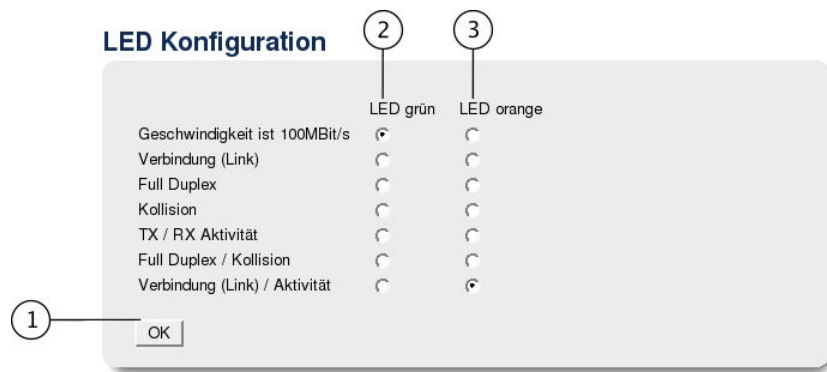 LED Konfiguration
2
3
LED grün LED orange
Geschwindigkeit ist 100MBit/s
Verbindung (Link)
Full Duplex
Kollision
TX / RX Aktivität
Full Duplex / Kollision
Verbindung (Link) / Aktivität
1
OK